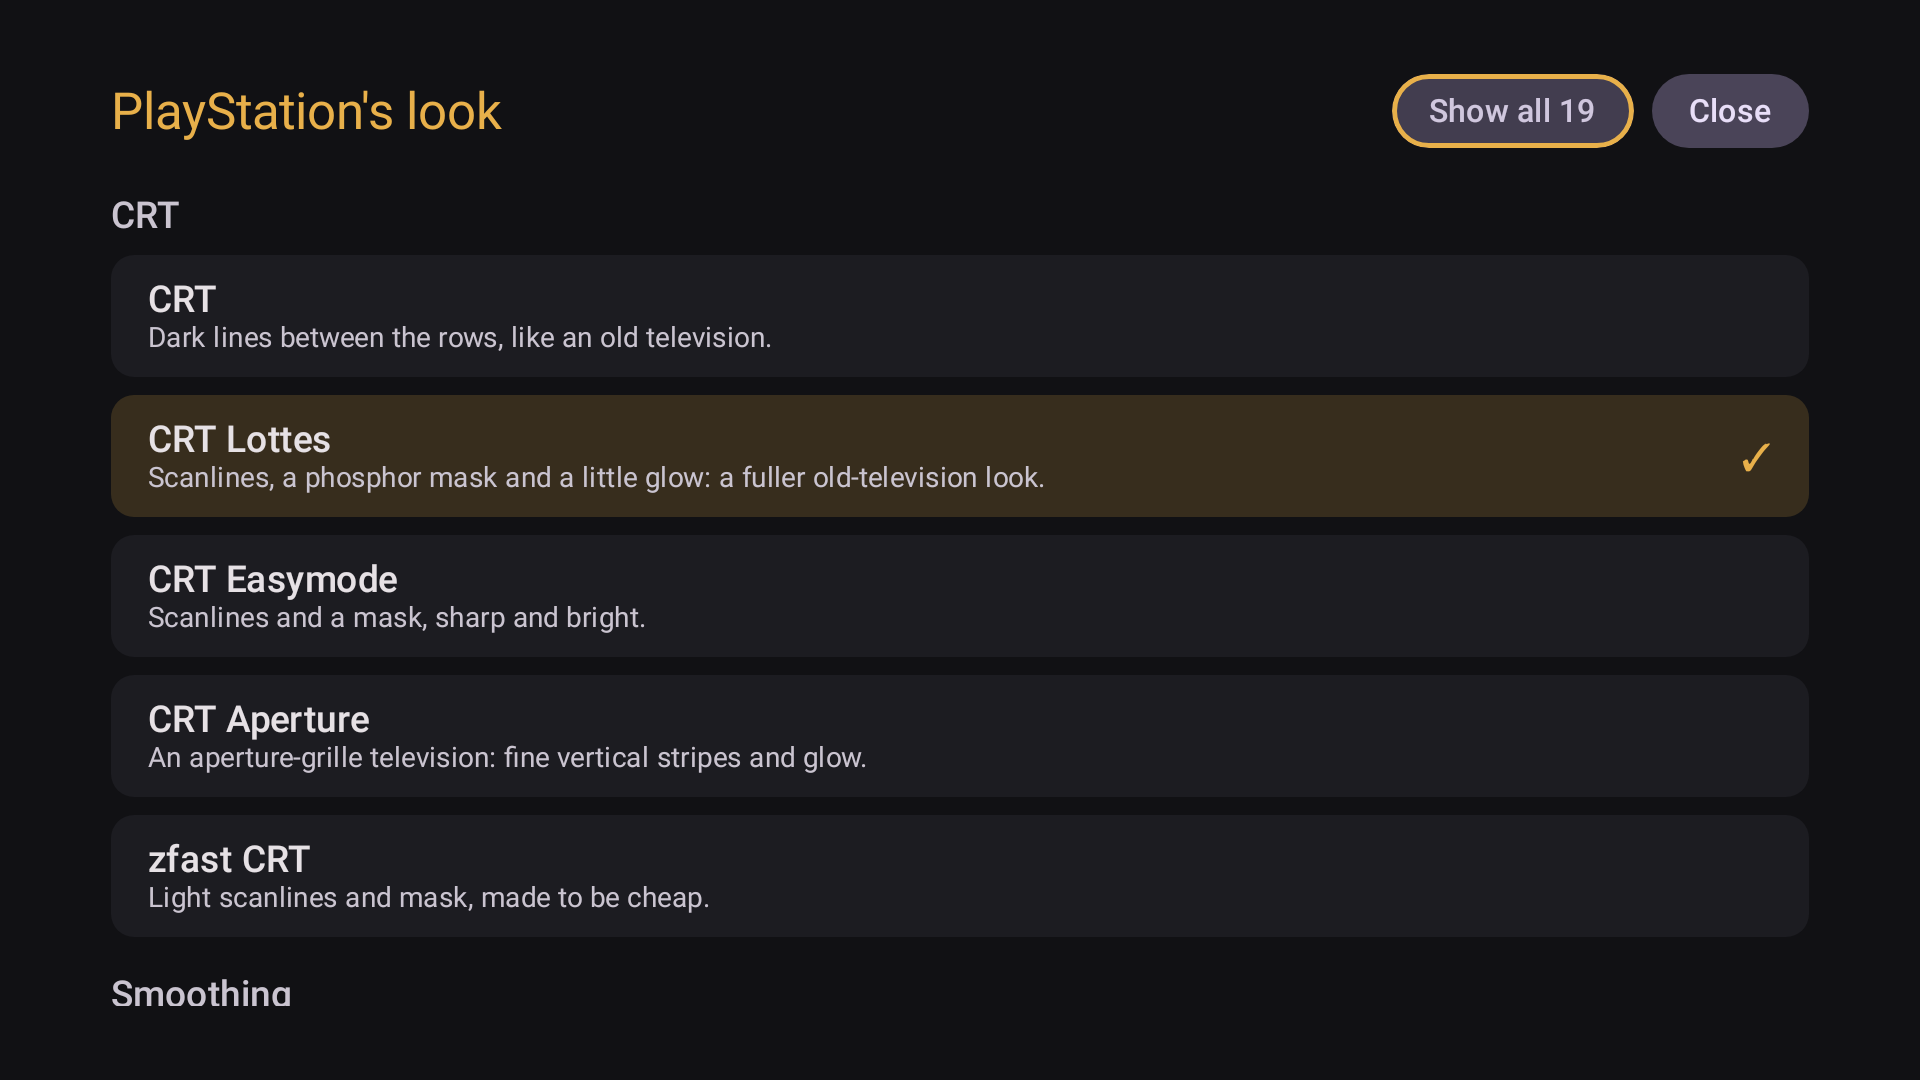 PlayStation's look
Show all 19
Close
CRT
CRT
Dark lines between the rows, like an old television.
CRT Lottes
Scanlines, a phosphor mask and a little glow: a fuller old-television look.
✓
CRT Easymode
Scanlines and a mask, sharp and bright.
CRT Aperture
An aperture-grille television: fine vertical stripes and glow.
zfast CRT
Light scanlines and mask, made to be cheap.
Smoothing